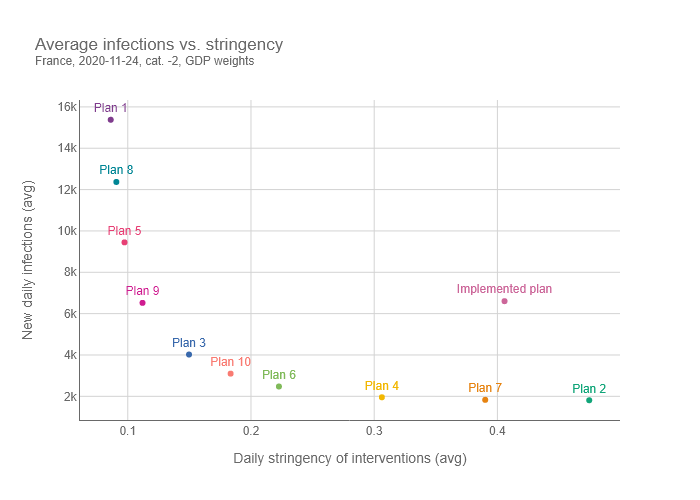 Average infections vs. stringency
France, 2020-11-24, cat. -2, GDP weights
New daily infections (avg)
16k
14k
12k
10k
8k
6k
4k
2k
Plan 1
Plan 8
Plan 5
Plan 9
Implemented plan
Plan 3
Plan 10
Plan 6
Plan 4
Plan 7
Plan 2
0.1
0.2
0.3
0.4
Daily stringency of interventions (avg)